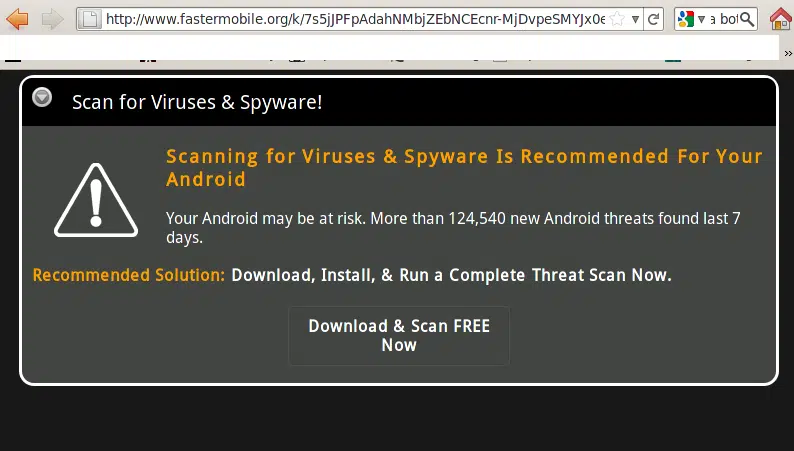 http://www.fastermobile.org/k/7s5jJPFpAdahNMbjZEbNCEcnr-MjDvpeSMYJx0e
a bot
»
Scan for Viruses & Spyware!
Scanning for Viruses & Spyware Is Recommended For Your
Android
Your Android may be at risk. More than 124,540 new Android threats found last 7
days.
Recommended Solution: Download, Install, & Run a Complete Threat Scan Now.
Download & Scan FREE
Now